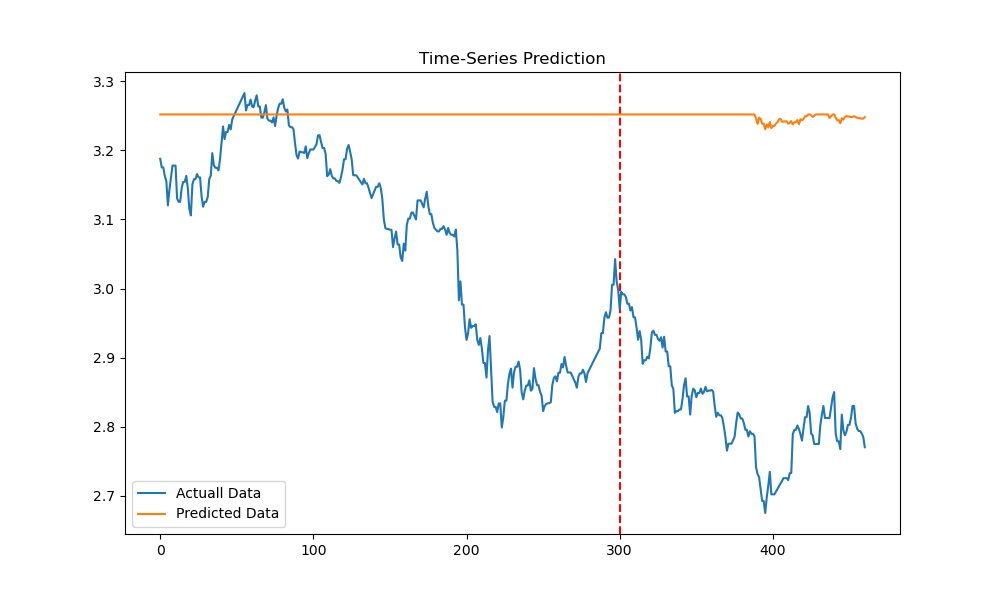 Time-Series Prediction
3.3
3.2
3.1
3.0
2.9
2.8
2.7
Actuall Data
Predicted Data
0 100 200 300 400